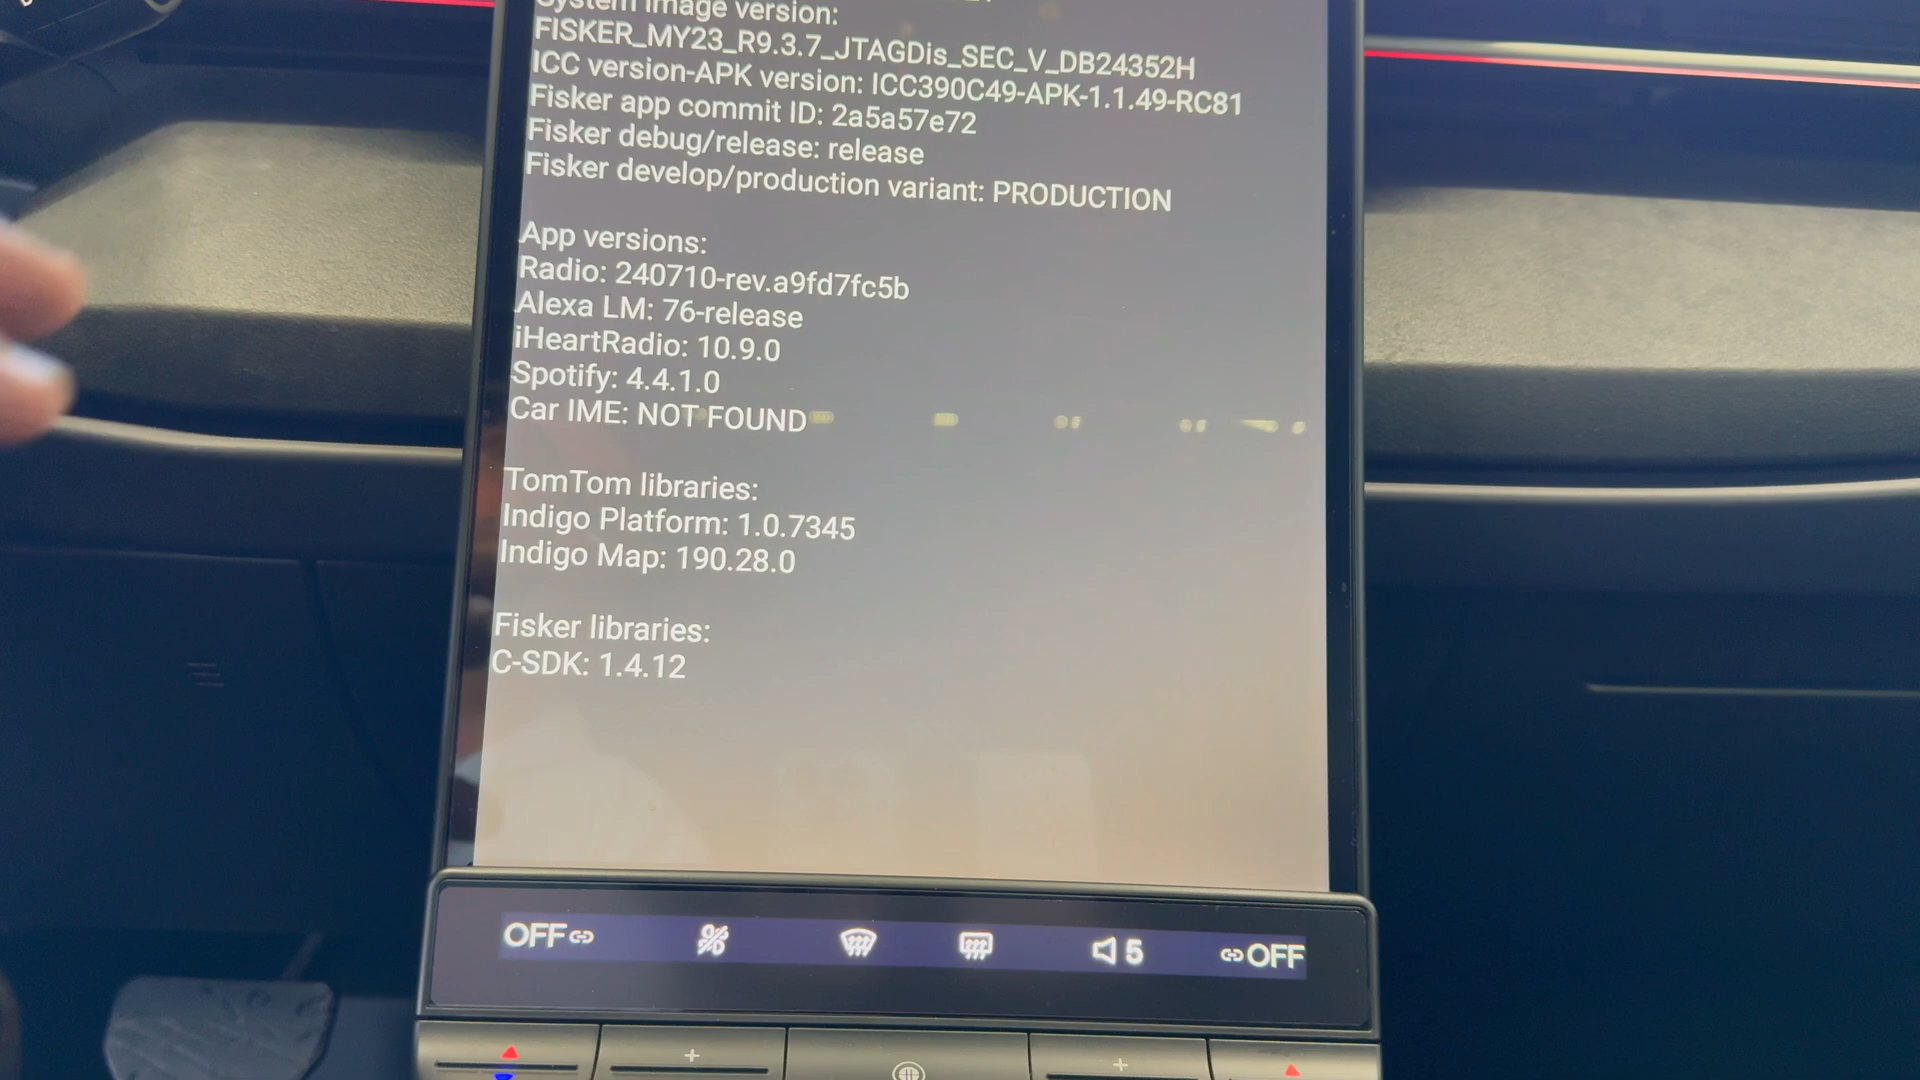 System image version:
FISKER_MY23_R9.3.7_JTAGDis_SEC_V_DB24352H
ICC version-APK version: ICC390C49-APK-1.1.49-RC81
Fisker app commit ID: 2a5a57e72
Fisker debug/release: release
Fisker develop/production variant: PRODUCTION
App versions:
Radio: 240710-rev.a9fd7fc5b
Alexa LM: 76-release
iHeartRadio: 10.9.0
Spotify: 4.4.1.0
Car IME: NOT FOUND
TomTom libraries:
Indigo Platform: 1.0.7345
Indigo Map: 190.28.0
Fisker libraries:
C-SDK: 1.4.12
OFF 5 OFF
+ +